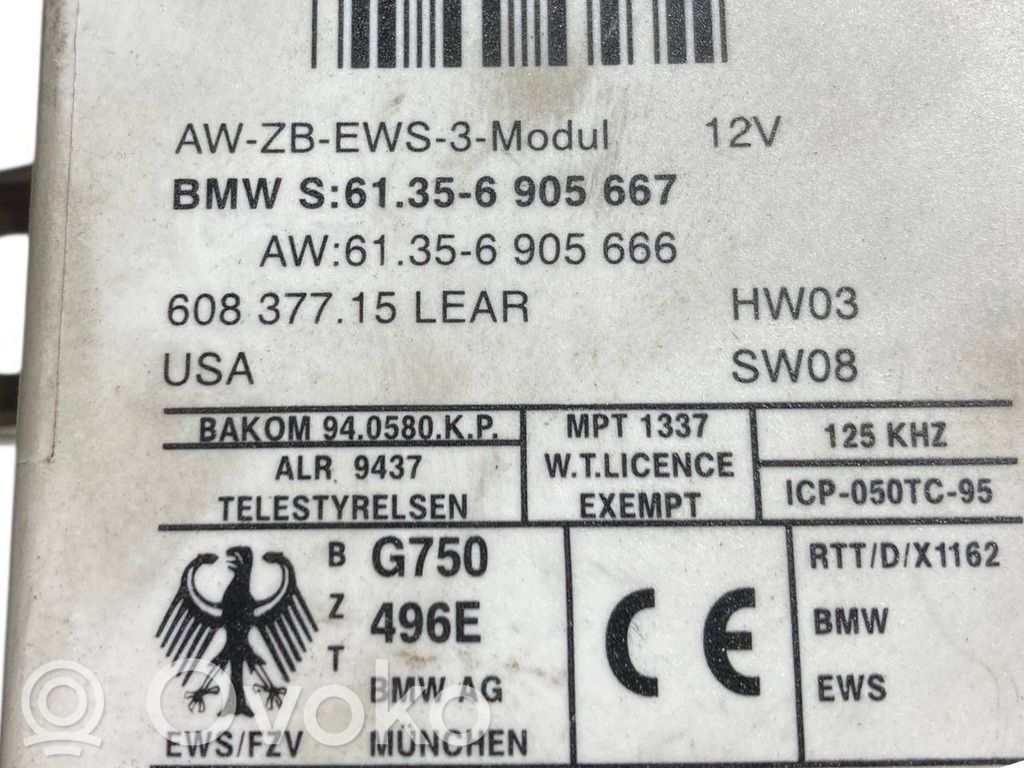 AW-ZB-EWS-3-Modul 12V
BMW S:61.35-6 905 667
AW:61.35-6 905 666
608 377.15 LEAR HW03
USA SW08
BAKOM 94.0580.K.P.
ALR 9437
TELESTYRELSEN
MPT 1337
W.T.LICENCE
EXEMPT
125 KHZ
ICP-050TC-95
BZT
G750
496E
BMW AG
MÜNCHEN
EWS/FZV
CE
RTT/D/X1162
BMW
EWS
Ovoko